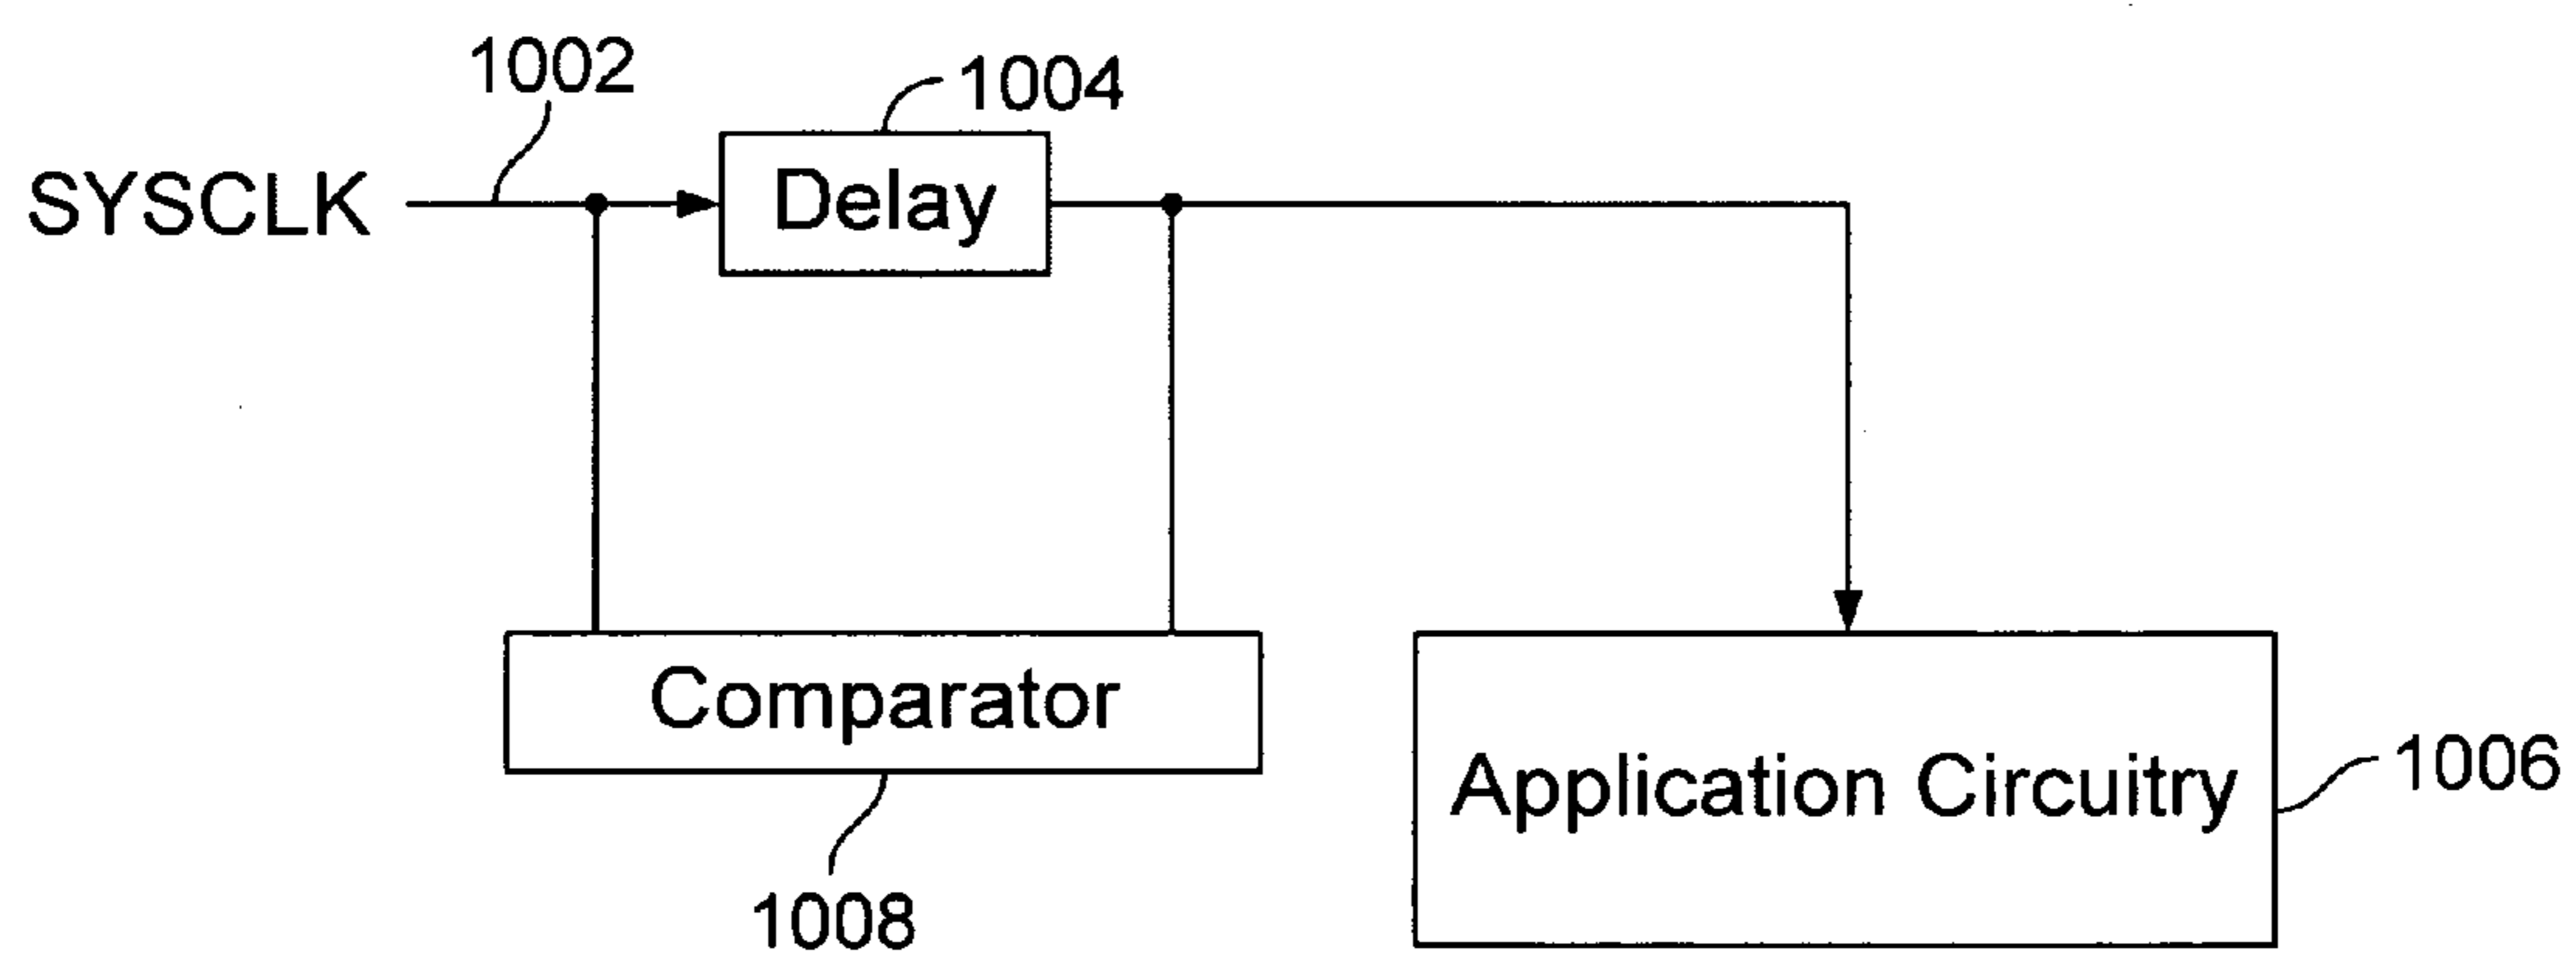 1002
1004
SYSCLK
Delay
Comparator
Application Circuitry
1006
1008